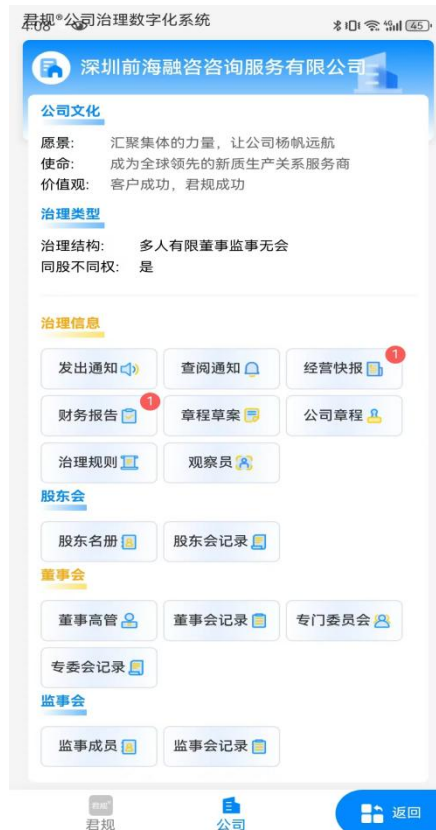 君规®公司治理数字化系统
4:08
45
深圳前海融咨咨询服务有限公司
公司文化
愿景: 汇聚集体的力量，让公司杨帆远航
使命: 成为全球领先的新质生产关系服务商
价值观: 客户成功，君规成功
治理类型
治理结构: 多人有限董事监事无会
同股不同权: 是
治理信息
发出通知 查阅通知 经营快报 1
财务报告 1 章程草案 公司章程
治理规则 观察员
股东会
股东名册 股东会记录
董事会
董事高管 董事会记录 专门委员会
专委会记录
监事会
监事成员 监事会记录
君规®
君规 公司 返回